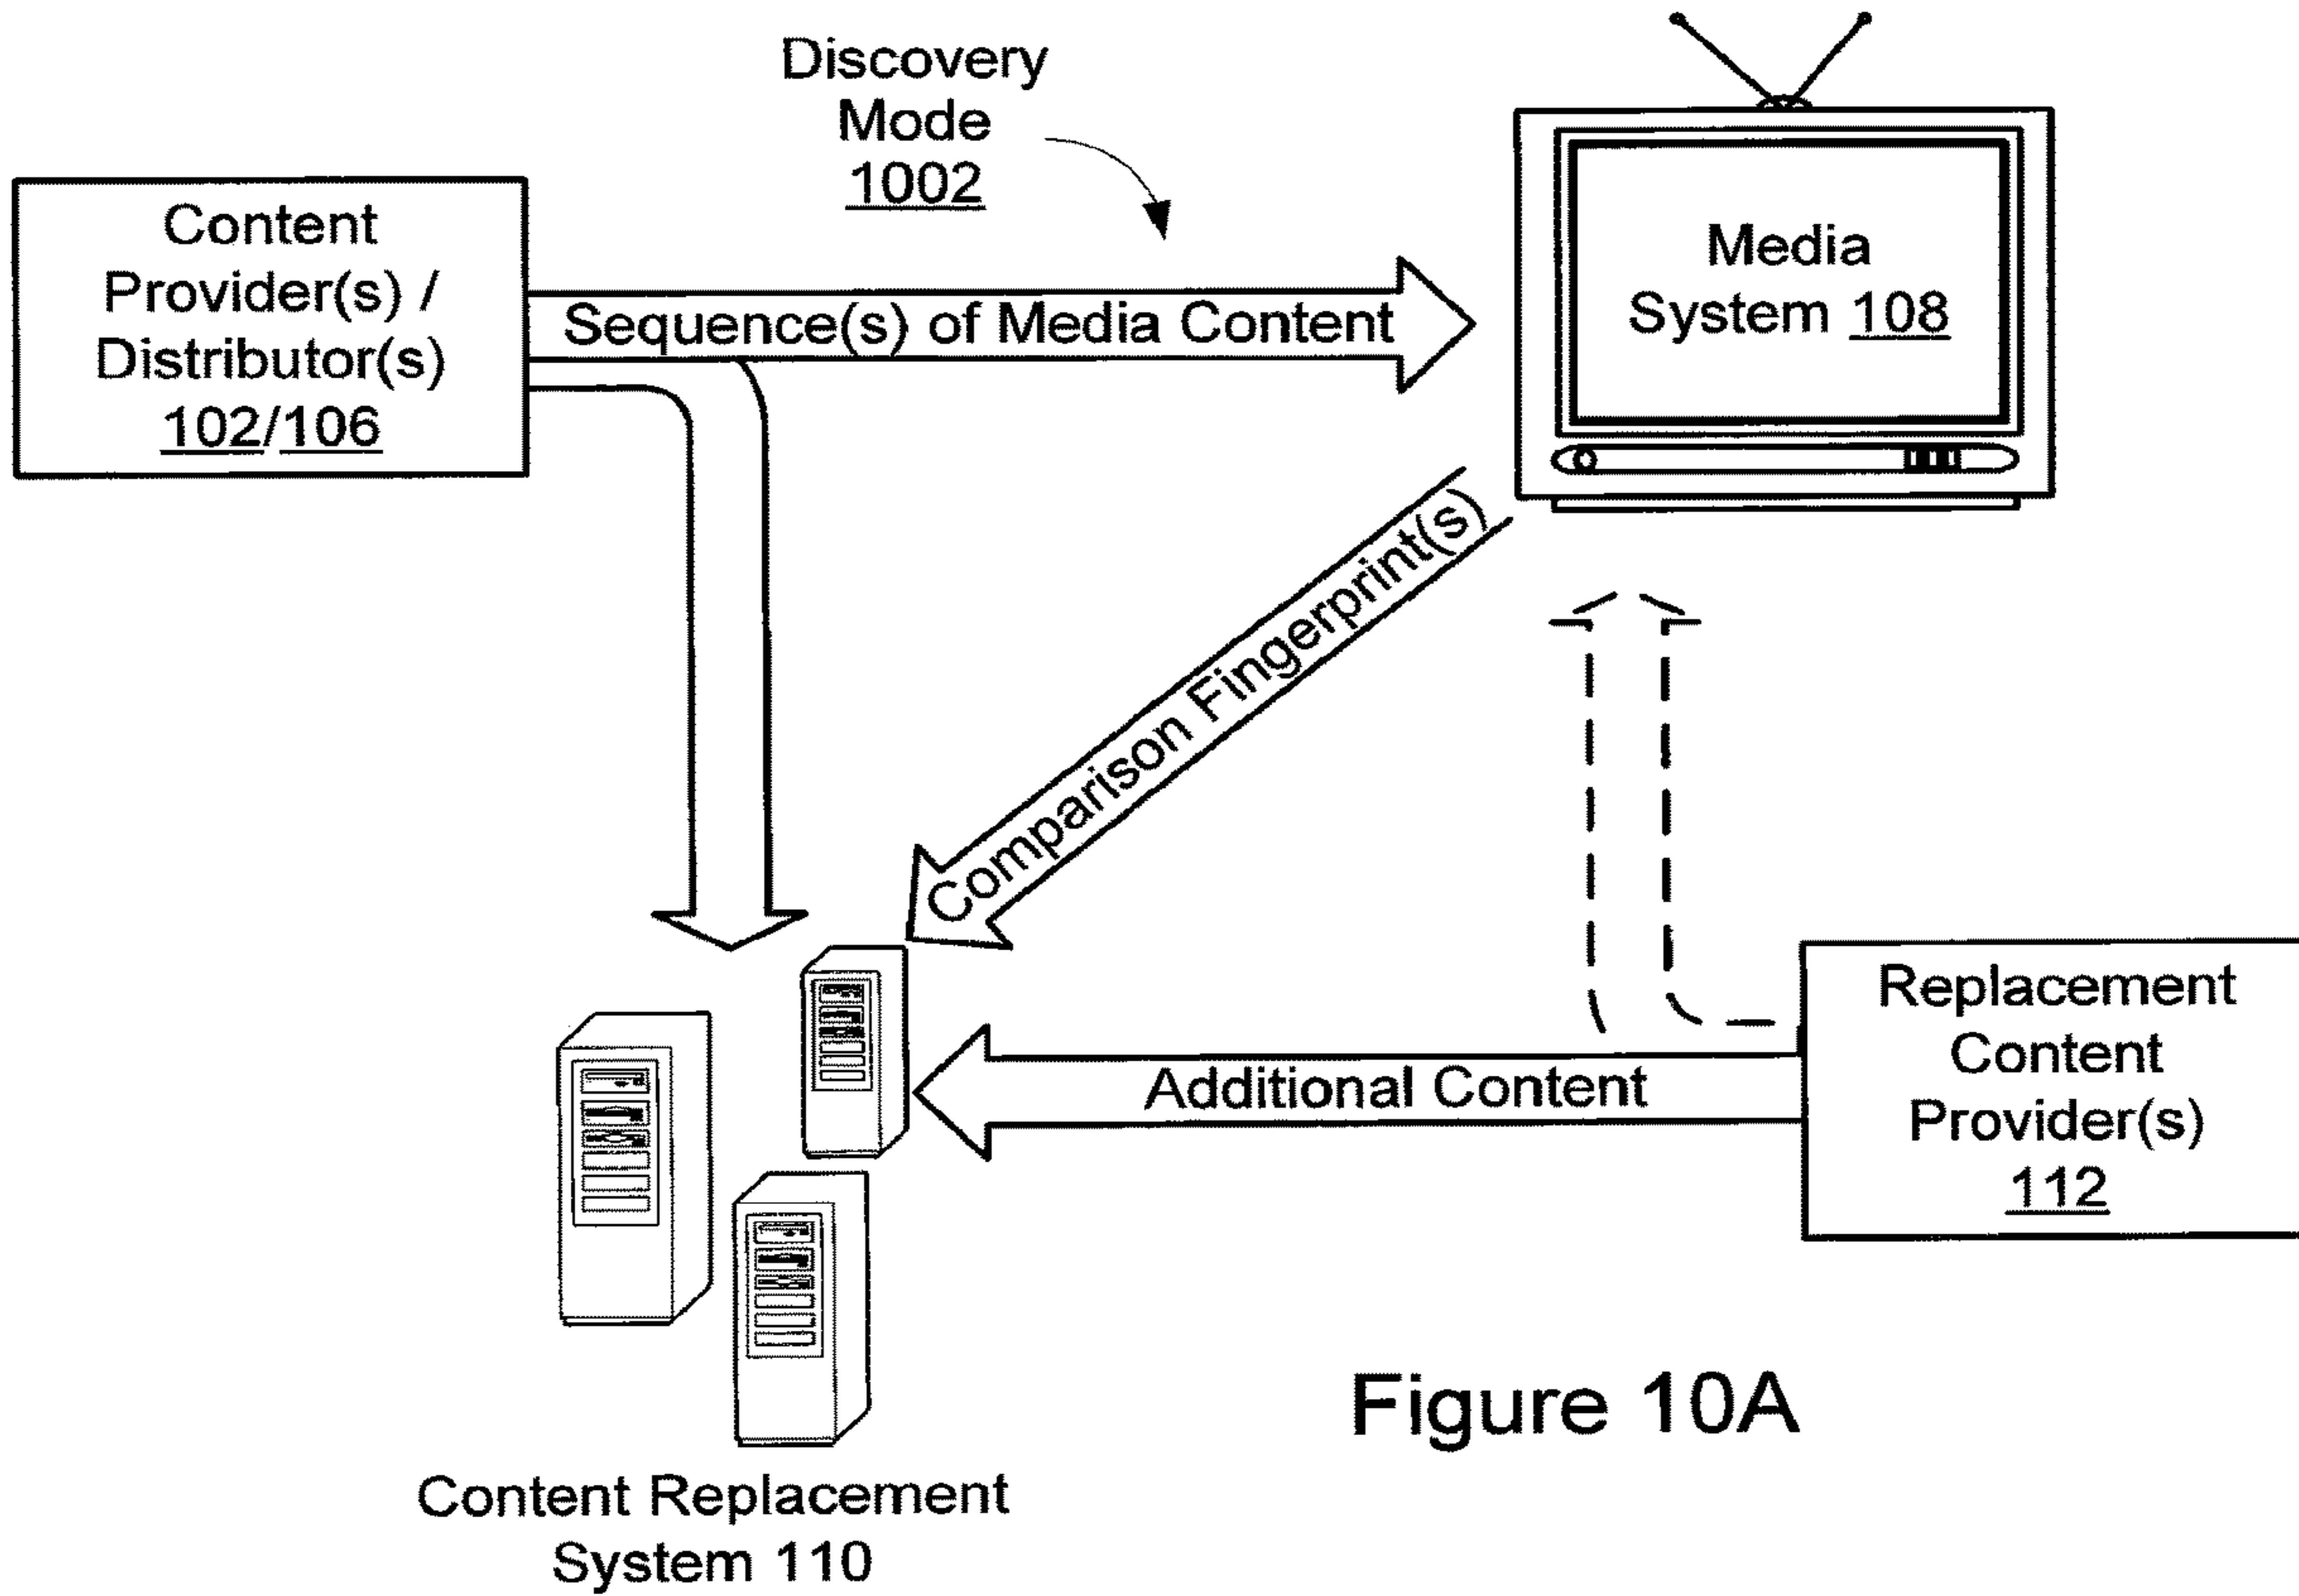 Discovery
Mode
1002
Content
Provider(s) /
Distributor(s)
102/106
Sequence(s) of Media Content
Media
System 108
Comparison Fingerprint(s)
Replacement
Content
Provider(s)
112
Additional Content
Figure 10A
Content Replacement
System 110